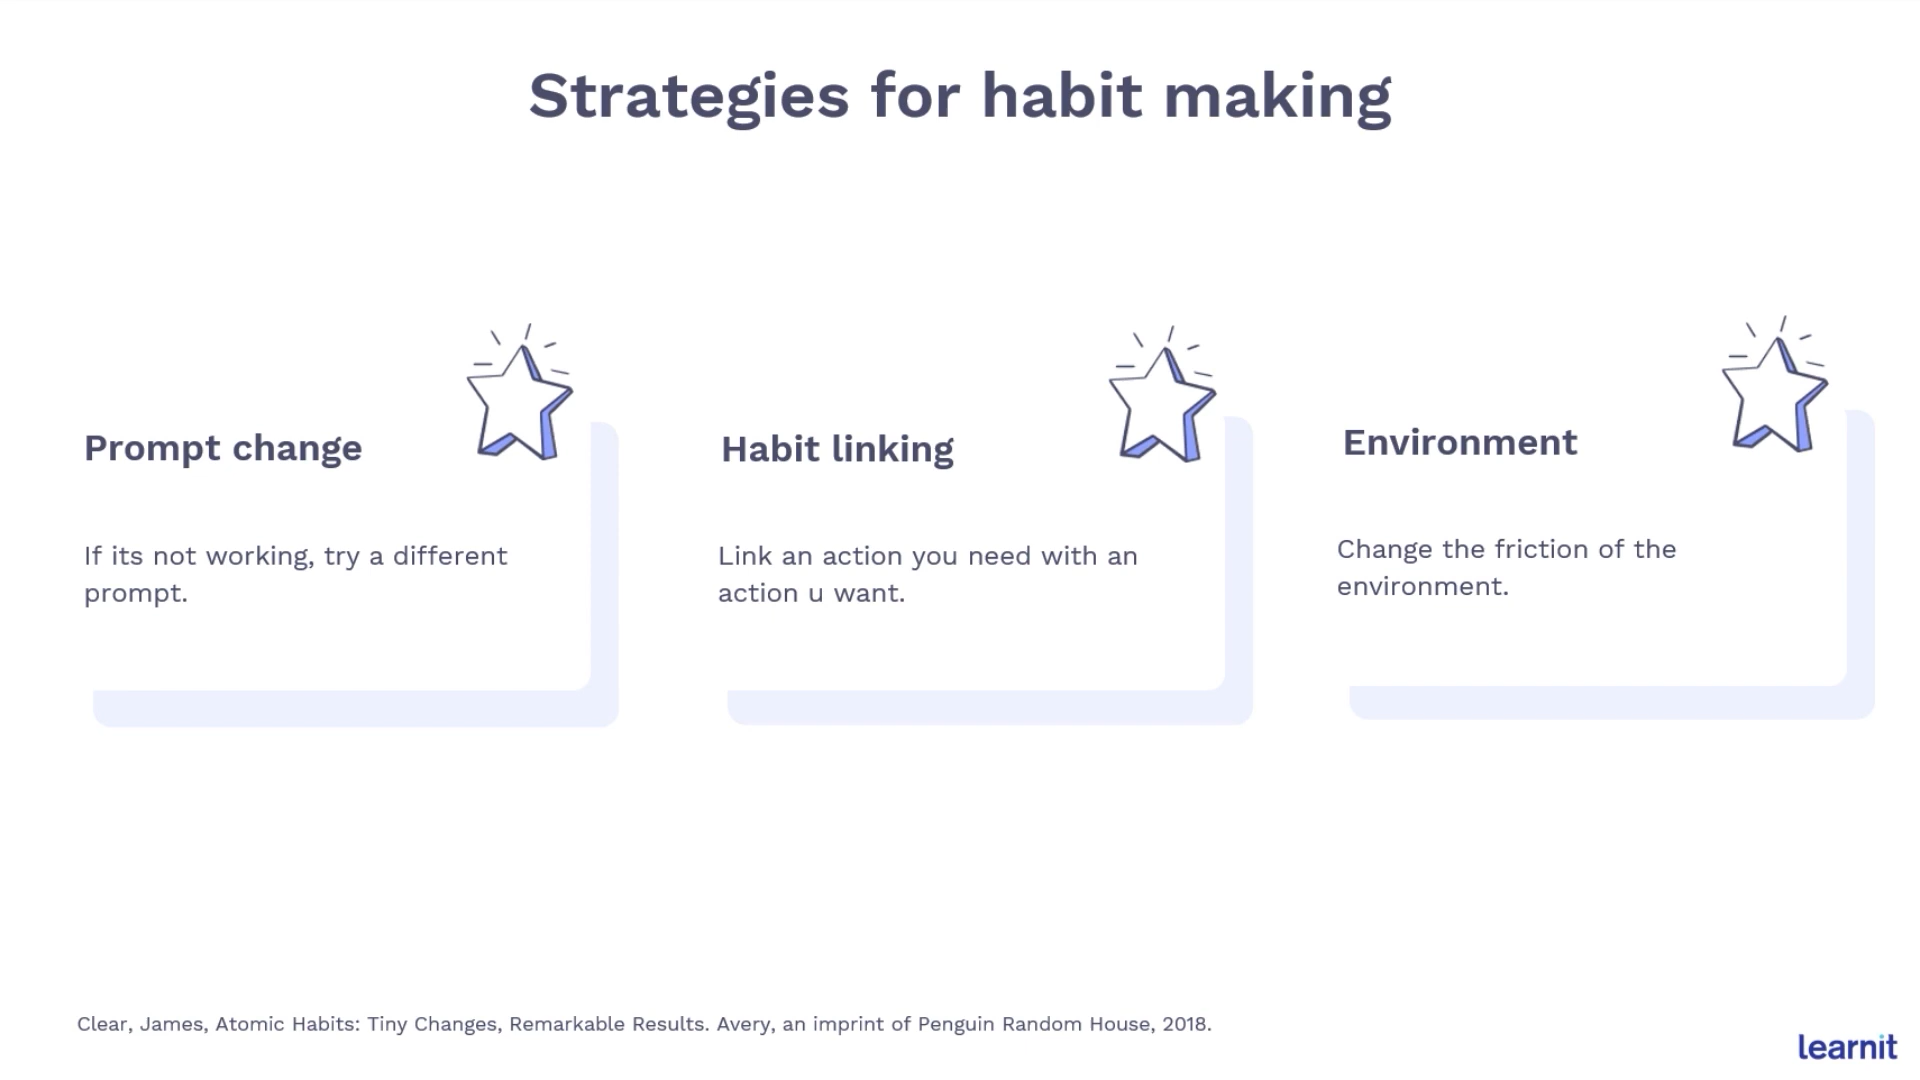 Strategies for habit making
Prompt change
If its not working, try a different
prompt.
Habit linking
Link an action you need with an
action u want.
Environment
Change the friction of the
environment.
Clear, James, Atomic Habits: Tiny Changes, Remarkable Results. Avery, an imprint of Penguin Random House, 2018.
learnit